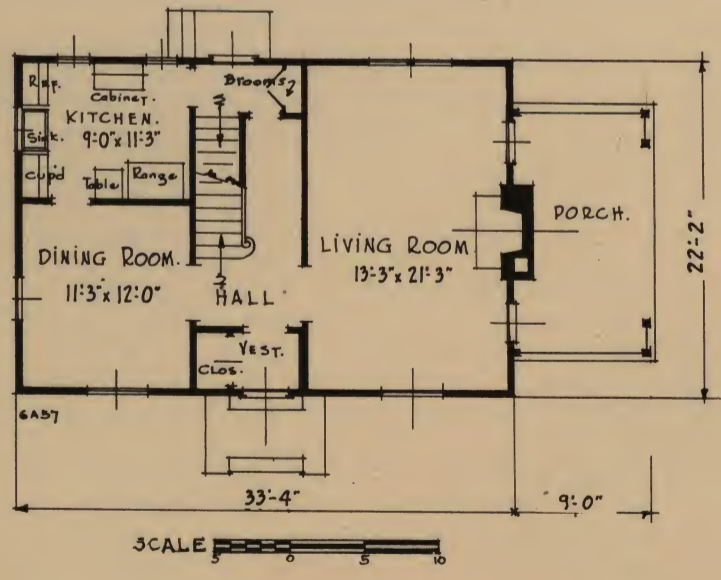 Ref.
Cabinet.
Brooms
KITCHEN.
Sink.
9'-0"x 11'-3"
Cup'd
Table
Range
PORCH.
DINING ROOM.
11'-3"x 12'-0"
LIVING ROOM
13'-3"x 21'-3"
22'-2"
HALL
VEST.
CLOS.
6A37
33'-4"
9'-0"
SCALE
5 0 5 10